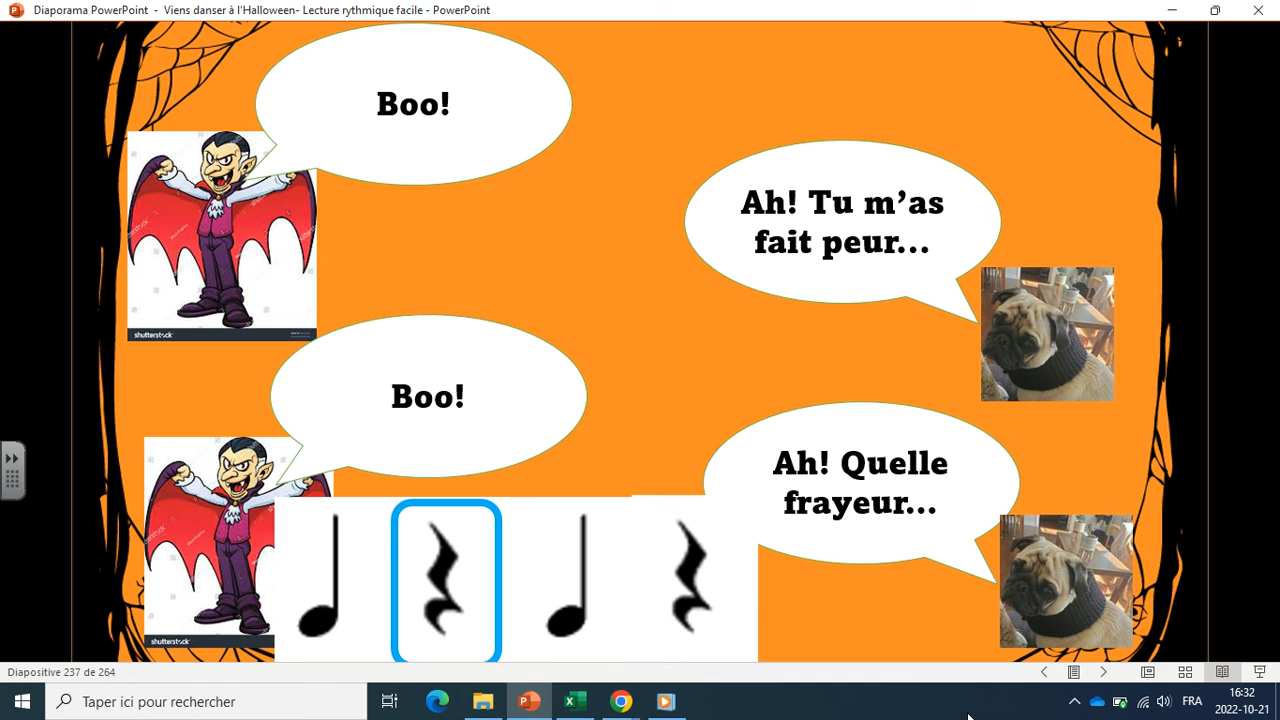 Diaporama PowerPoint - Viens danser à l'Halloween- Lecture rythmique facile - PowerPoint
Boo!
Ah! Tu m’as
fait peur...
shutterstock
Boo!
Ah! Quelle
frayeur...
shutterstock
Diapositive 237 de 264
Taper ici pour rechercher
FRA
16:32
2022-10-21